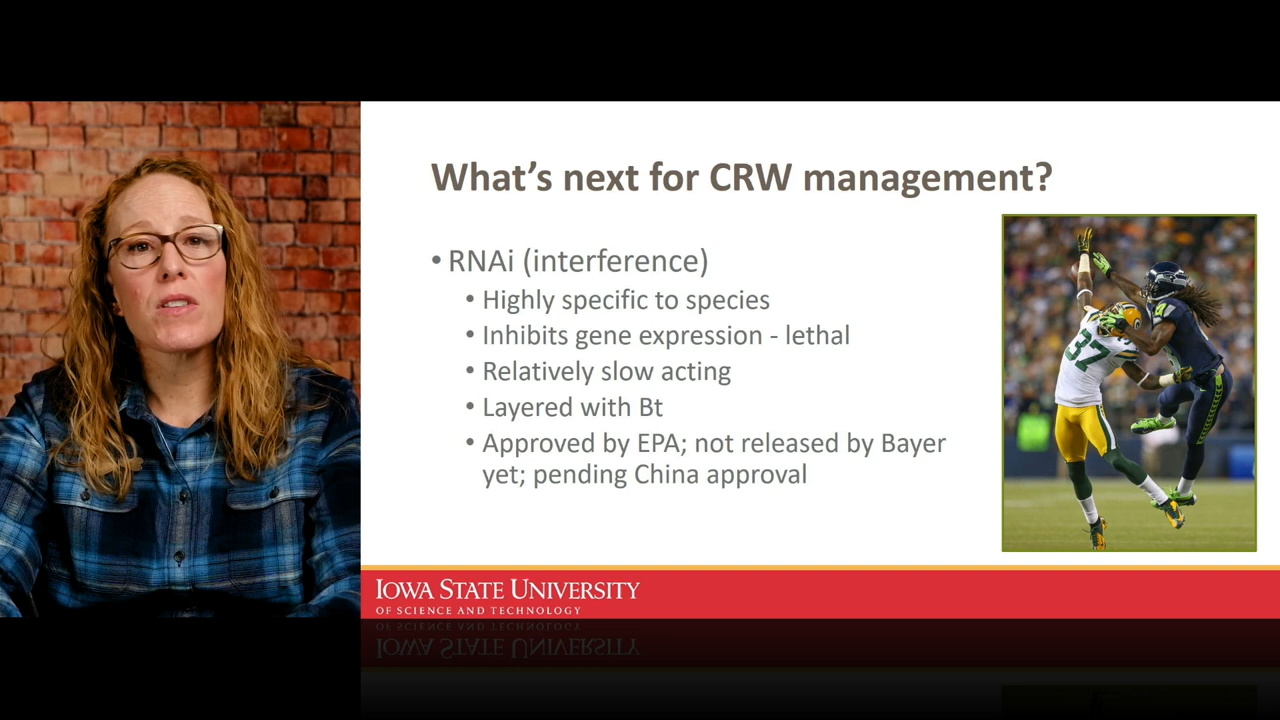 What’s next for CRW management?
• RNAi (interference)
• Highly specific to species
• Inhibits gene expression - lethal
• Relatively slow acting
• Layered with Bt
• Approved by EPA; not released by Bayer
yet; pending China approval
37
IOWA STATE UNIVERSITY
OF SCIENCE AND TECHNOLOGY